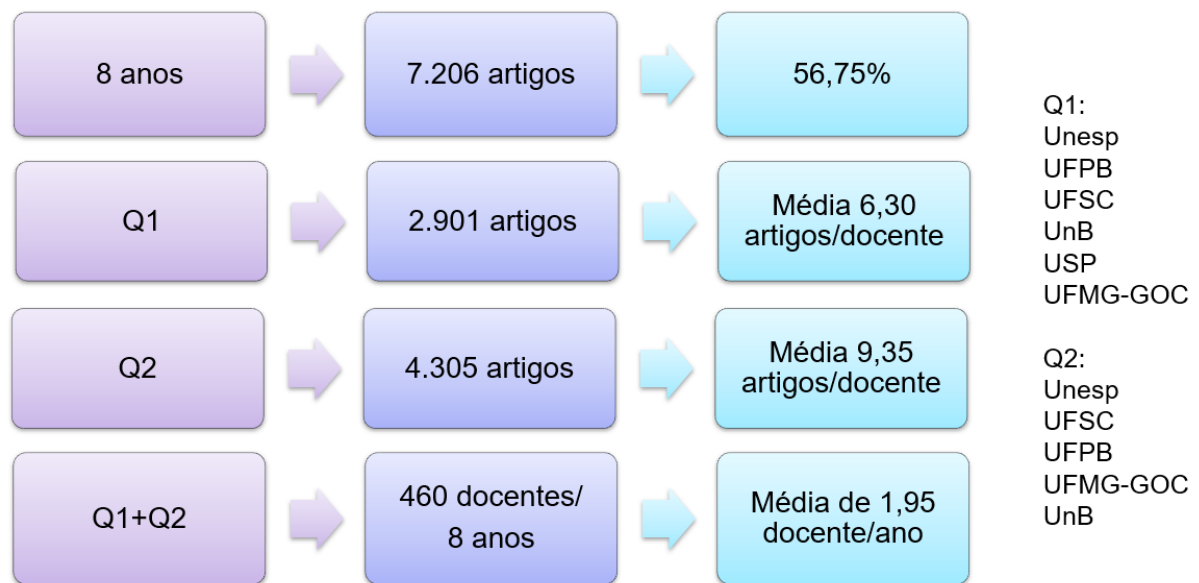 8 anos
7.206 artigos
56,75%
Q1
2.901 artigos
Média 6,30
artigos/docente
Q2
4.305 artigos
Média 9,35
artigos/docente
Q1+Q2
460 docentes/
8 anos
Média de 1,95
docente/ano
Q1:
Unesp
UFPB
UFSC
UnB
USP
UFMG-GOC
Q2:
Unesp
UFSC
UFPB
UFMG-GOC
UnB